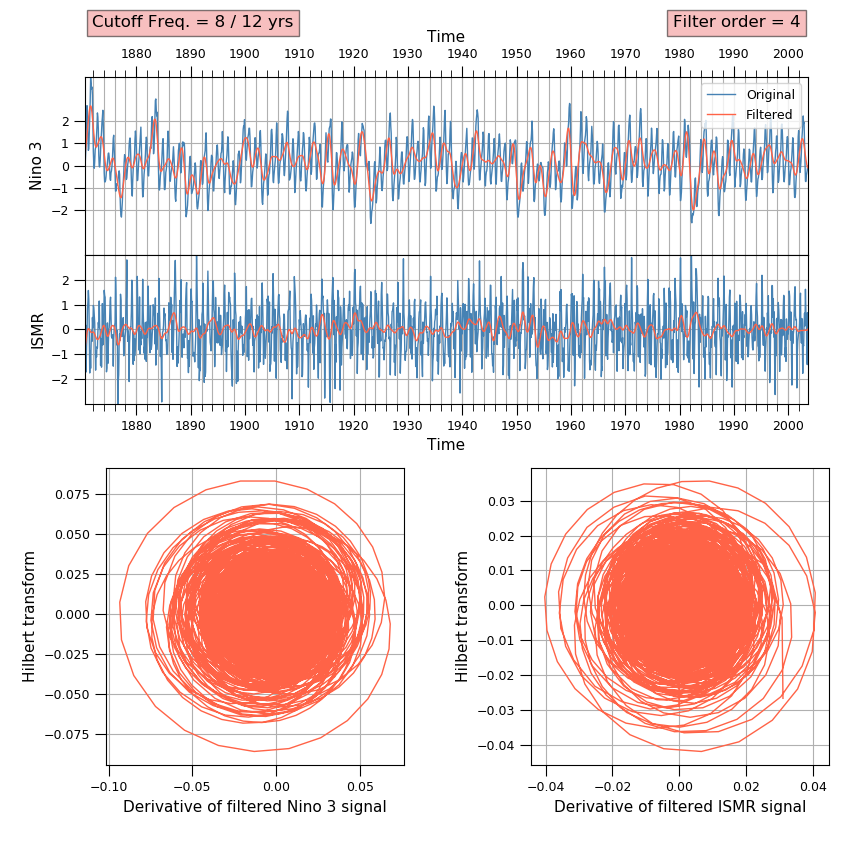 Cutoff Freq. = 8 / 12 yrs
Filter order = 4
Time
1880 1890 1900 1910 1920 1930 1940 1950 1960 1970 1980 1990 2000
Original
Filtered
Nino 3
2
1
0
−1
−2
ISMR
2
1
0
−1
−2
1880 1890 1900 1910 1920 1930 1940 1950 1960 1970 1980 1990 2000
Time
Hilbert transform
0.075
0.050
0.025
0.000
−0.025
−0.050
−0.075
−0.10 −0.05 0.00 0.05
Derivative of filtered Nino 3 signal
Hilbert transform
0.03
0.02
0.01
0.00
−0.01
−0.02
−0.03
−0.04
−0.04 −0.02 0.00 0.02 0.04
Derivative of filtered ISMR signal